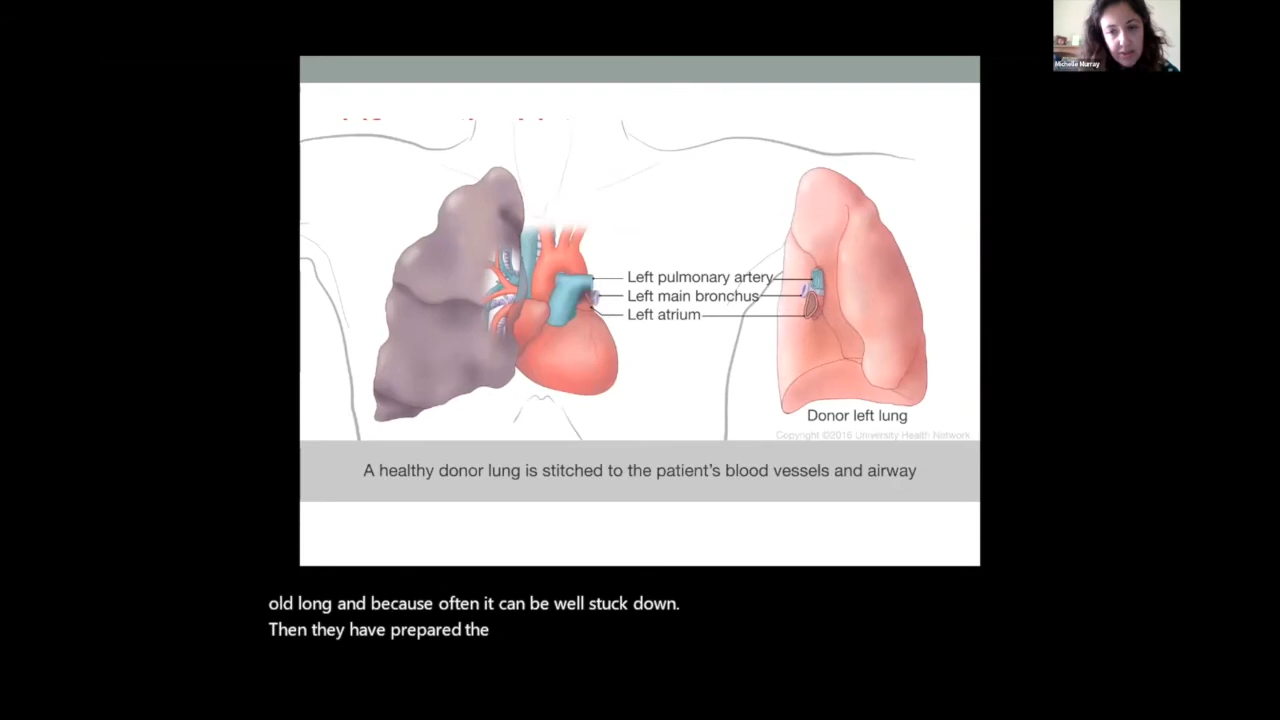 Michelle Murray
Left pulmonary artery
Left main bronchus
Left atrium
Donor left lung
Copyright ©2016 University Health Network
A healthy donor lung is stitched to the patient's blood vessels and airway
old long and because often it can be well stuck down.
Then they have prepared the